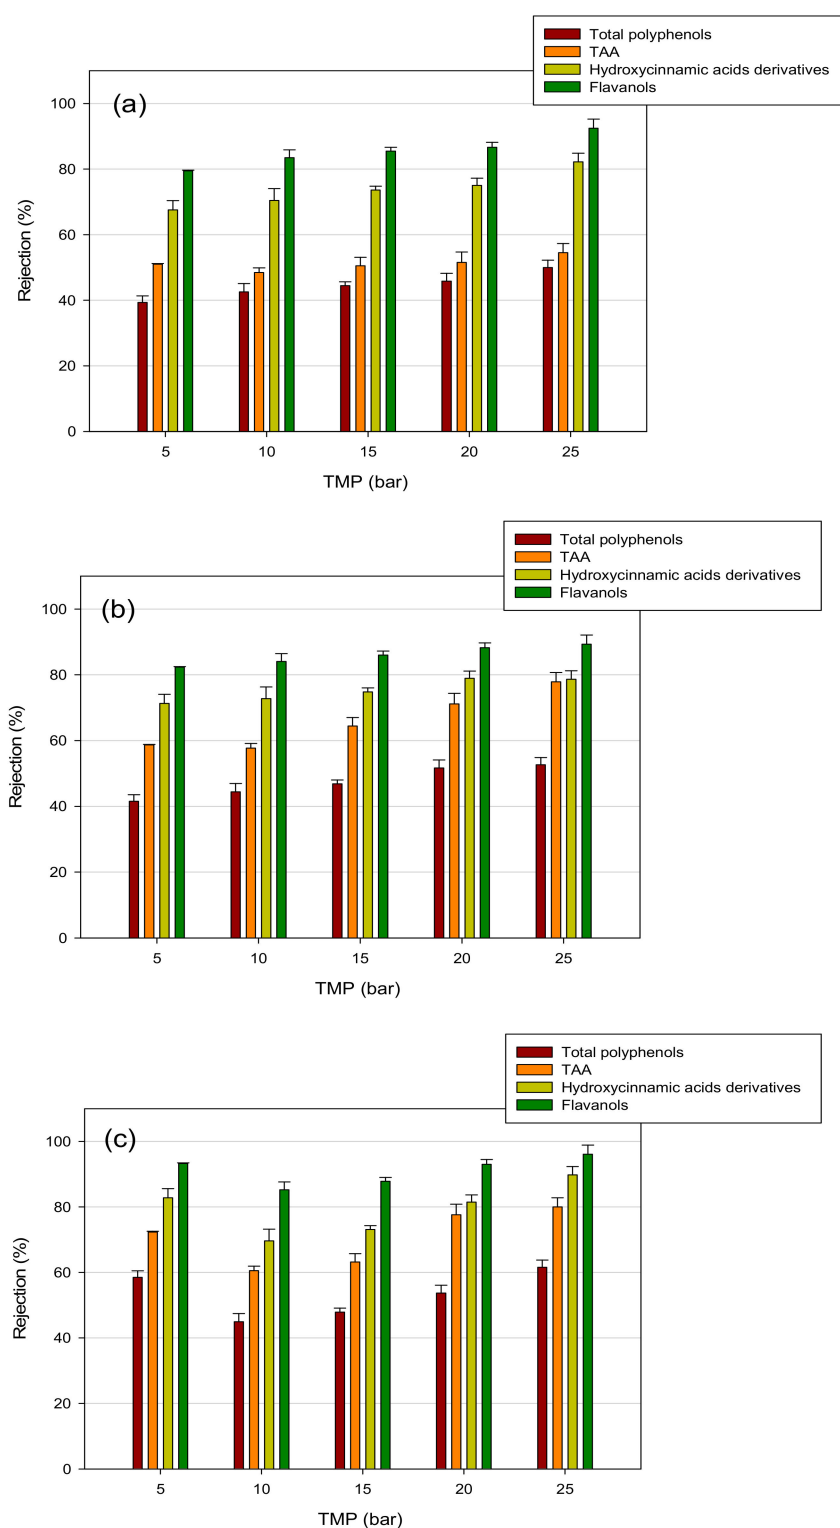 Total polyphenols
TAA
Hydroxycinnamic acids derivatives
Flavanols
(a)
100
80
60
40
20
0
Rejection (%)
5 10 15 20 25
TMP (bar)
Total polyphenols
TAA
Hydroxycinnamic acids derivatives
Flavanols
(b)
100
80
60
40
20
0
Rejection (%)
5 10 15 20 25
TMP (bar)
Total polyphenols
TAA
Hydroxycinnamic acids derivatives
Flavanols
(c)
100
80
60
40
20
0
Rejection (%)
5 10 15 20 25
TMP (bar)